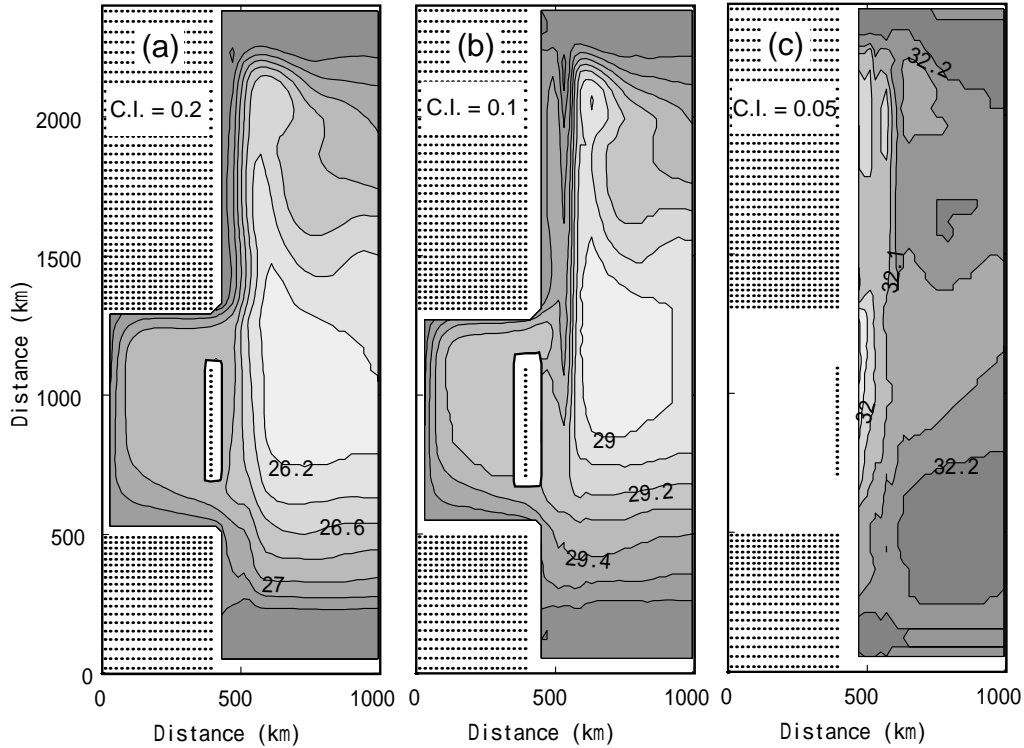 (a)
(b)
(c)
C.I. = 0.2
C.I. = 0.1
C.I. = 0.05
2000
1500
1000
500
0
Distance (km)
26.2
26.6
27
29
29.2
29.4
32.2
32.1
32
32.2
0
500
1000
0
500
1000
0
500
1000
Distance (km)
Distance (km)
Distance (km)